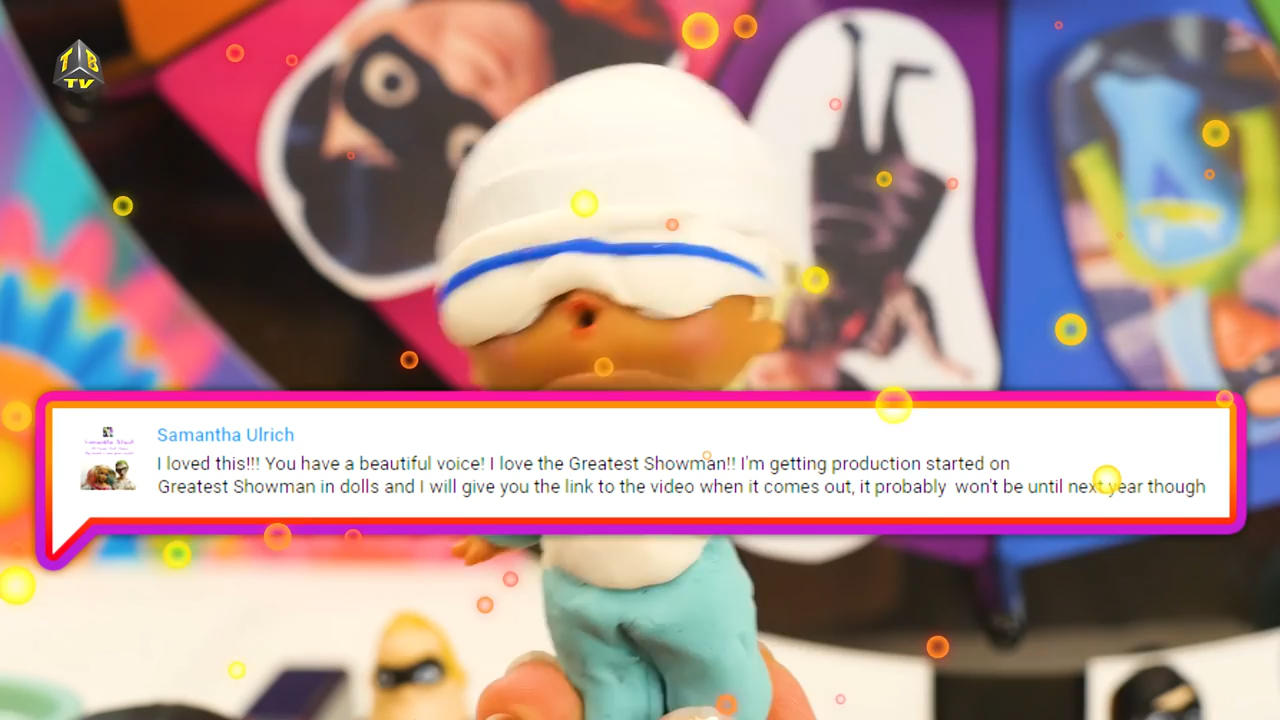 T B
TV
Samantha Ulrich
I loved this!!! You have a beautiful voice! I love the Greatest Showman!! I'm getting production started on
Greatest Showman in dolls and I will give you the link to the video when it comes out, it probably won't be until next year though